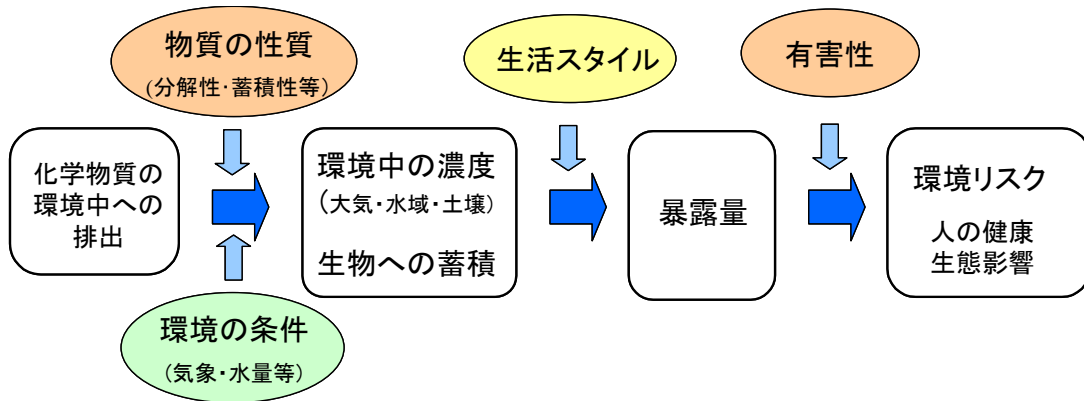 物質の性質
(分解性・蓄積性等)
生活スタイル
有害性
化学物質の
環境中への
排出
環境中の濃度
(大気・水域・土壌)
生物への蓄積
暴露量
環境リスク
人の健康
生態影響
環境の条件
(気象・水量等)